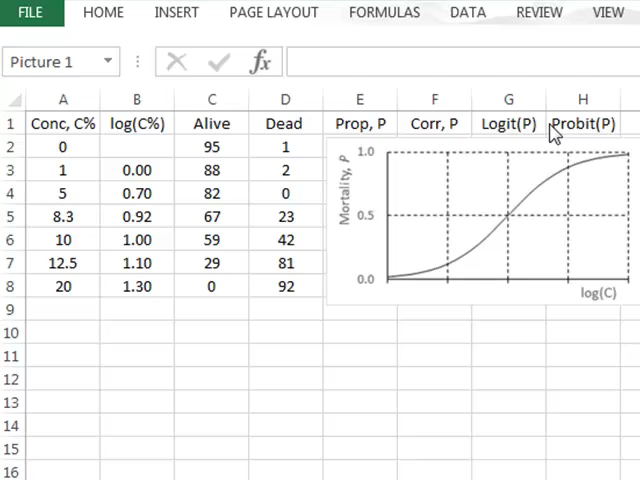 FILE HOME INSERT PAGE LAYOUT FORMULAS DATA REVIEW VIEW
Picture 1 fx
A B C D E F G H
1 Conc, C% log(C%) Alive Dead Prop, P Corr, P Logit(P) Probit(P)
2 0 95 1
3 1 0.00 88 2
4 5 0.70 82 0
5 8.3 0.92 67 23
6 10 1.00 59 42
7 12.5 1.10 29 81
8 20 1.30 0 92
9
10
11
12
13
14
15
16
Mortality, P
1.0
0.5
0.0
log(C)